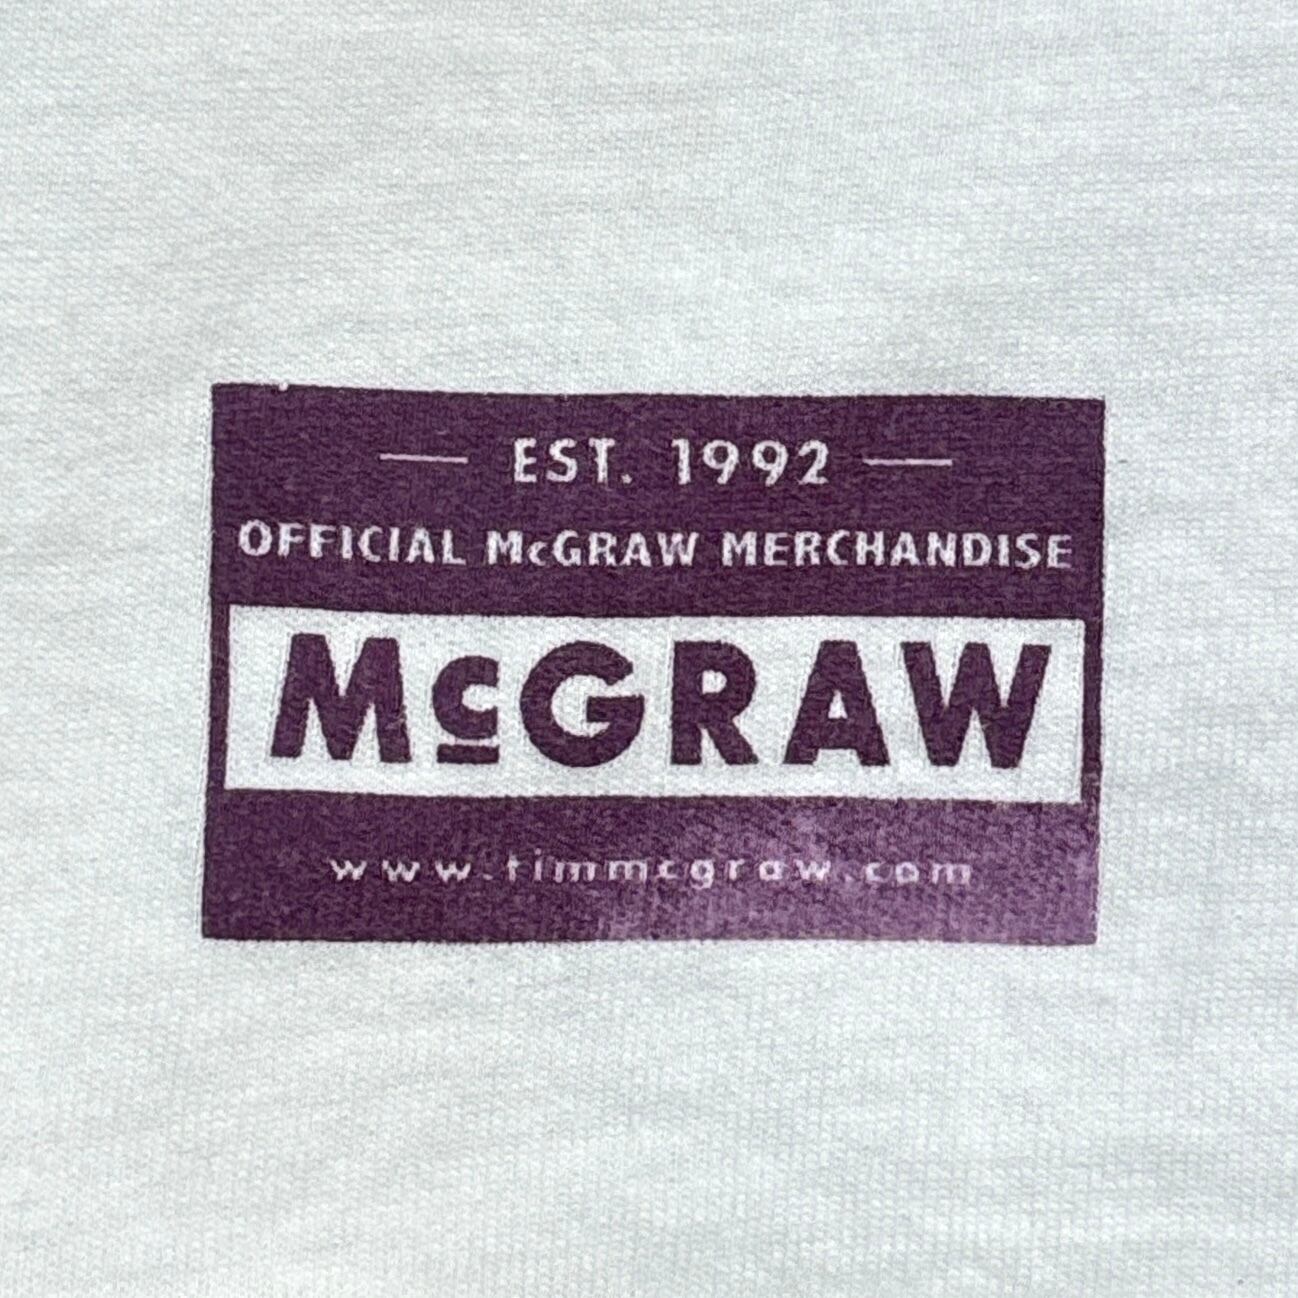 EST. 1992
OFFICIAL McGRAW MERCHANDISE
McGRAW
www.timmcgraw.com